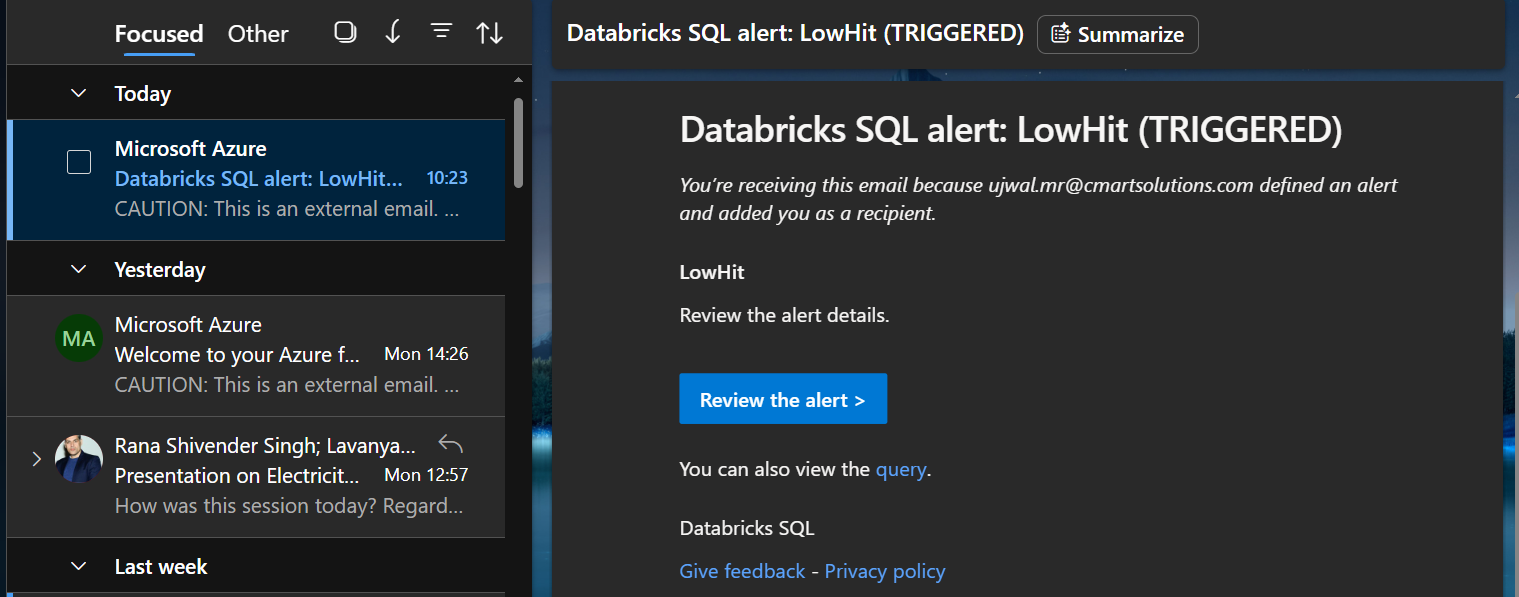 Focused Other
Today
Microsoft Azure
Databricks SQL alert: LowHit... 10:23
CAUTION: This is an external email. ...
Yesterday
MA
Microsoft Azure
Welcome to your Azure f... Mon 14:26
CAUTION: This is an external email. ...
Rana Shivender Singh; Lavanya...
Presentation on Electricit... Mon 12:57
How was this session today? Regard...
Last week
Databricks SQL alert: LowHit (TRIGGERED) Summarize
Databricks SQL alert: LowHit (TRIGGERED)
You’re receiving this email because ujwal.mr@cmartsolutions.com defined an alert
and added you as a recipient.
LowHit
Review the alert details.
Review the alert >
You can also view the query.
Databricks SQL
Give feedback - Privacy policy